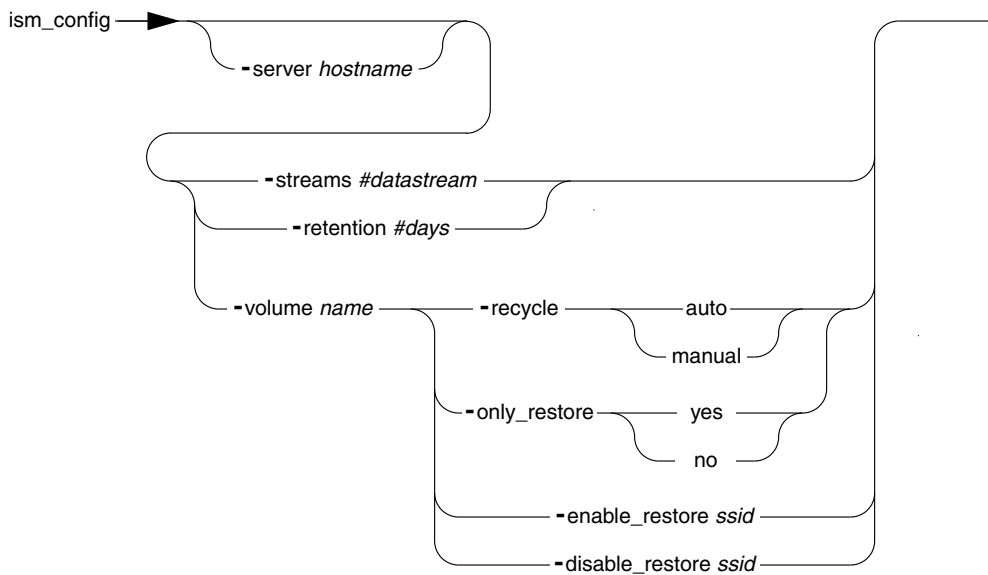 ism_config
-server hostname
-streams #datastream
-retention #days
-volume name -recycle auto
manual
-only_restore yes
no
-enable_restore ssid
-disable_restore ssid